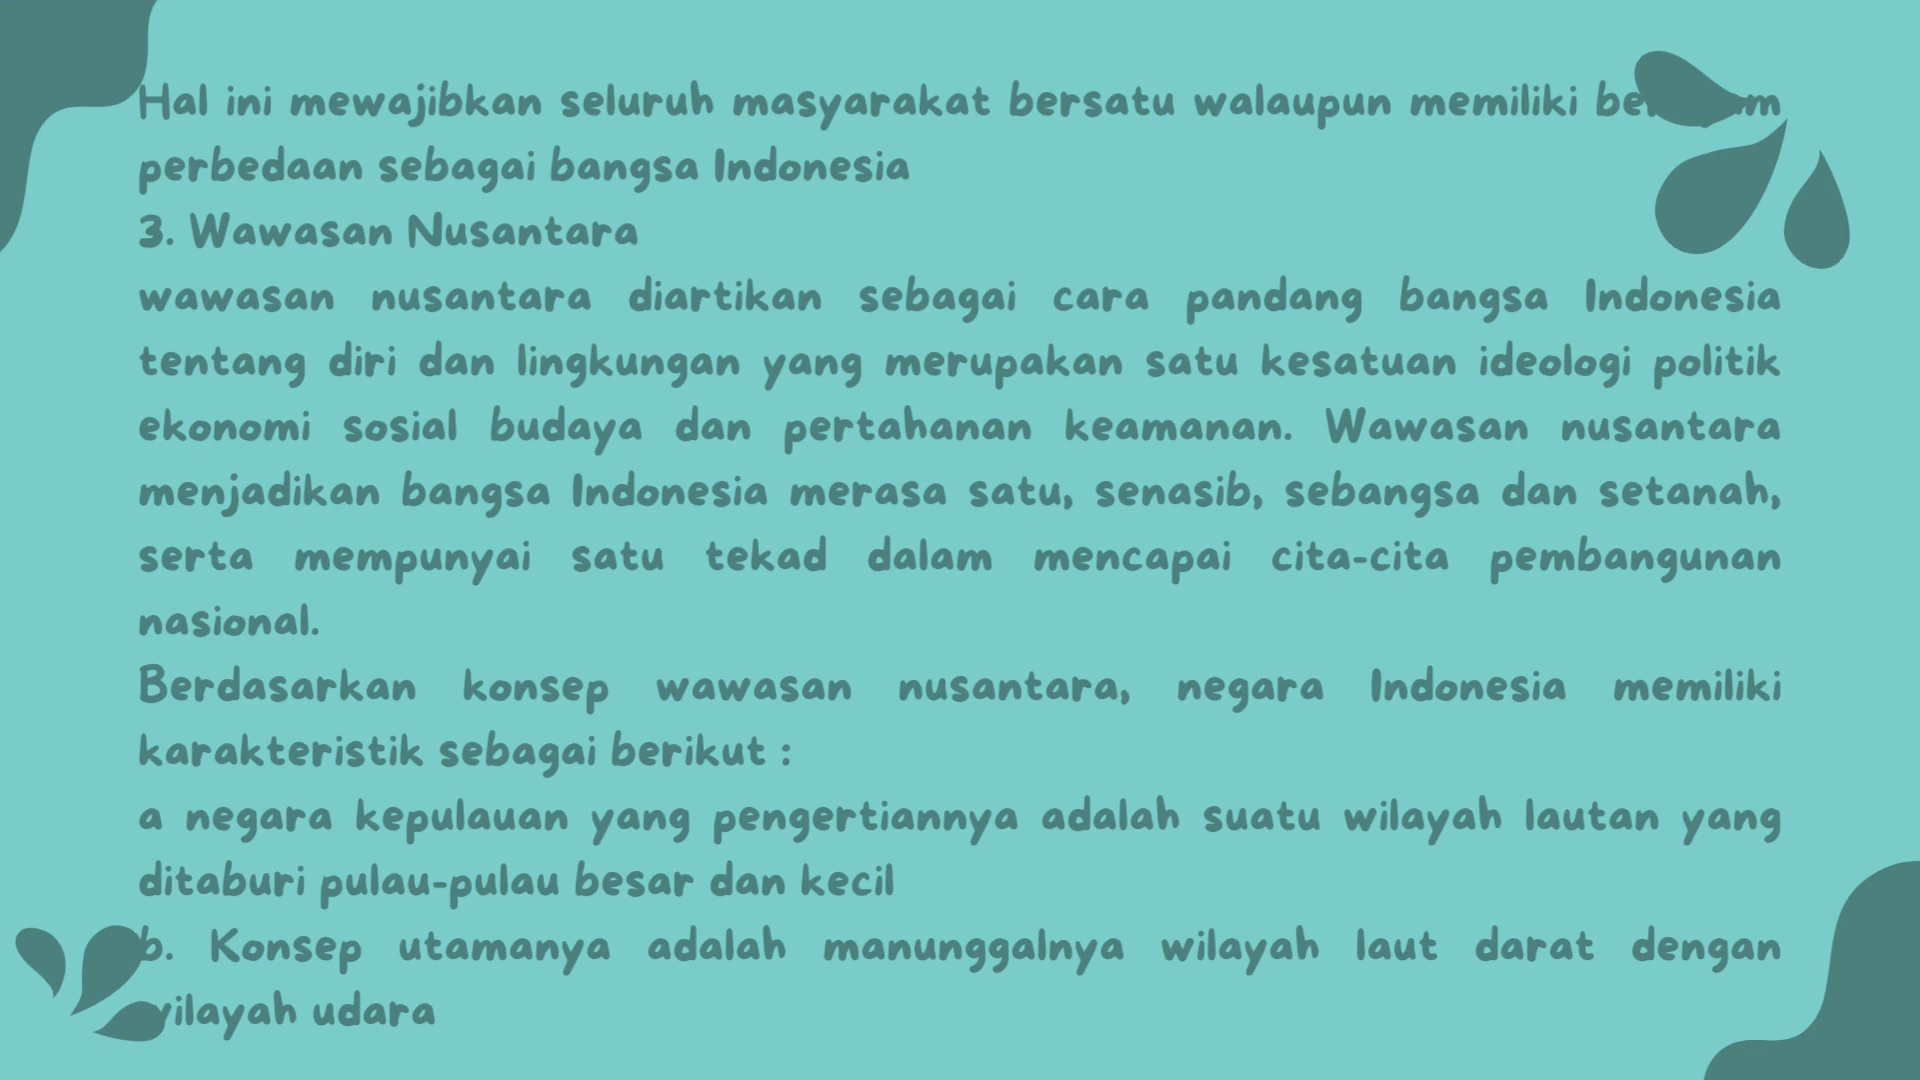 Hal ini mewajibkan seluruh masyarakat bersatu walaupun memiliki
perbedaan sebagai bangsa Indonesia
3. Wawasan Nusantara
wawasan nusantara diartikan sebagai cara pandang bangsa Indonesia
tentang diri dan lingkungan yang merupakan satu kesatuan ideologi politik
ekonomi sosial budaya dan pertahanan keamanan. Wawasan nusantara
menjadikan bangsa Indonesia merasa satu, senasib, sebangsa dan setanah,
serta mempunyai satu tekad dalam mencapai cita-cita pembangunan
nasional.
Berdasarkan konsep wawasan nusantara, negara Indonesia memiliki
karakteristik sebagai berikut :
a negara kepulauan yang pengertiannya adalah suatu wilayah lautan yang
ditaburi pulau-pulau besar dan kecil
b. Konsep utamanya adalah manunggalnya wilayah laut darat dengan
wilayah udara